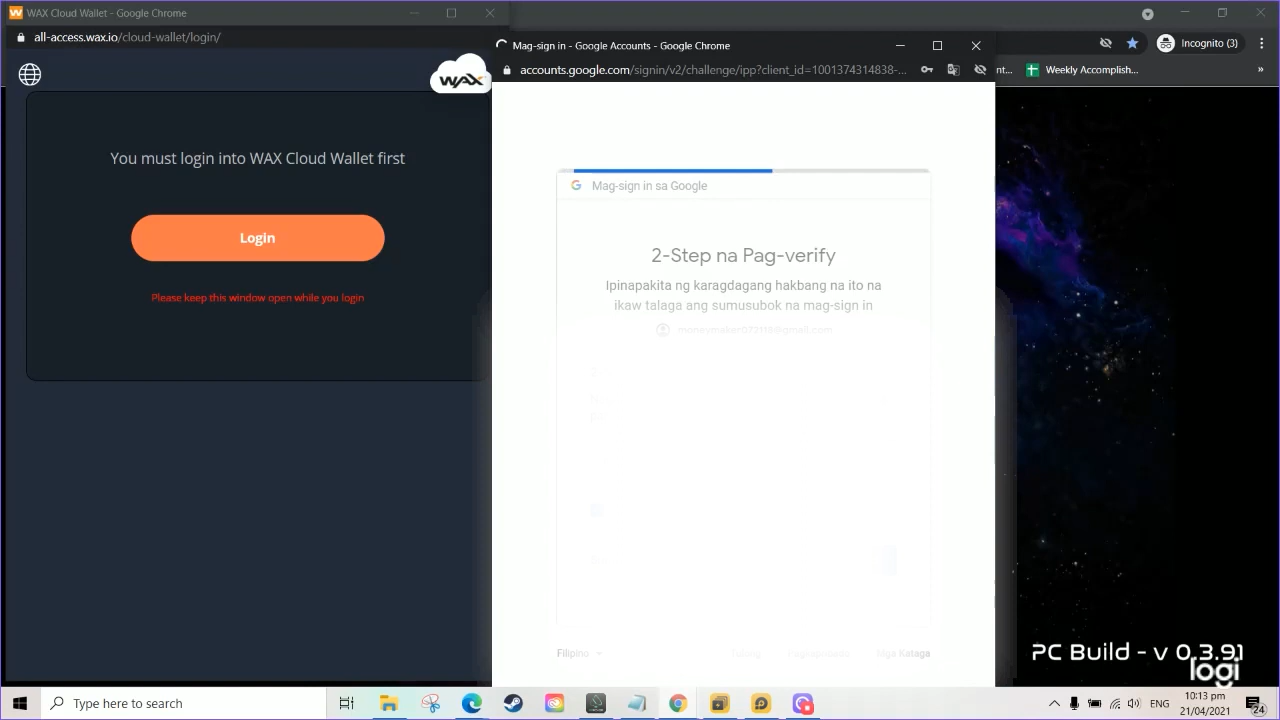 WAX Cloud Wallet - Google Chrome
all-access.wax.io/cloud-wallet/login/
WAX
You must login into WAX Cloud Wallet first
Login
Please keep this window open while you login
Mag-sign in - Google Accounts - Google Chrome
accounts.google.com/signin/v2/challenge/ipp?client_id=1001374314838-...
Mag-sign in sa Google
2-Step na Pag-verify
Ipinapakita ng karagdagang hakbang na ito na
ikaw talaga ang sumusubok na mag-sign in
Filipino
Mga Kataga
Incognito (3)
nt...
Weekly Accomplish...
»
PC Build - v 0.3.91
logi
Type here to search
ENG
10:13 pm
21/04/2021
24